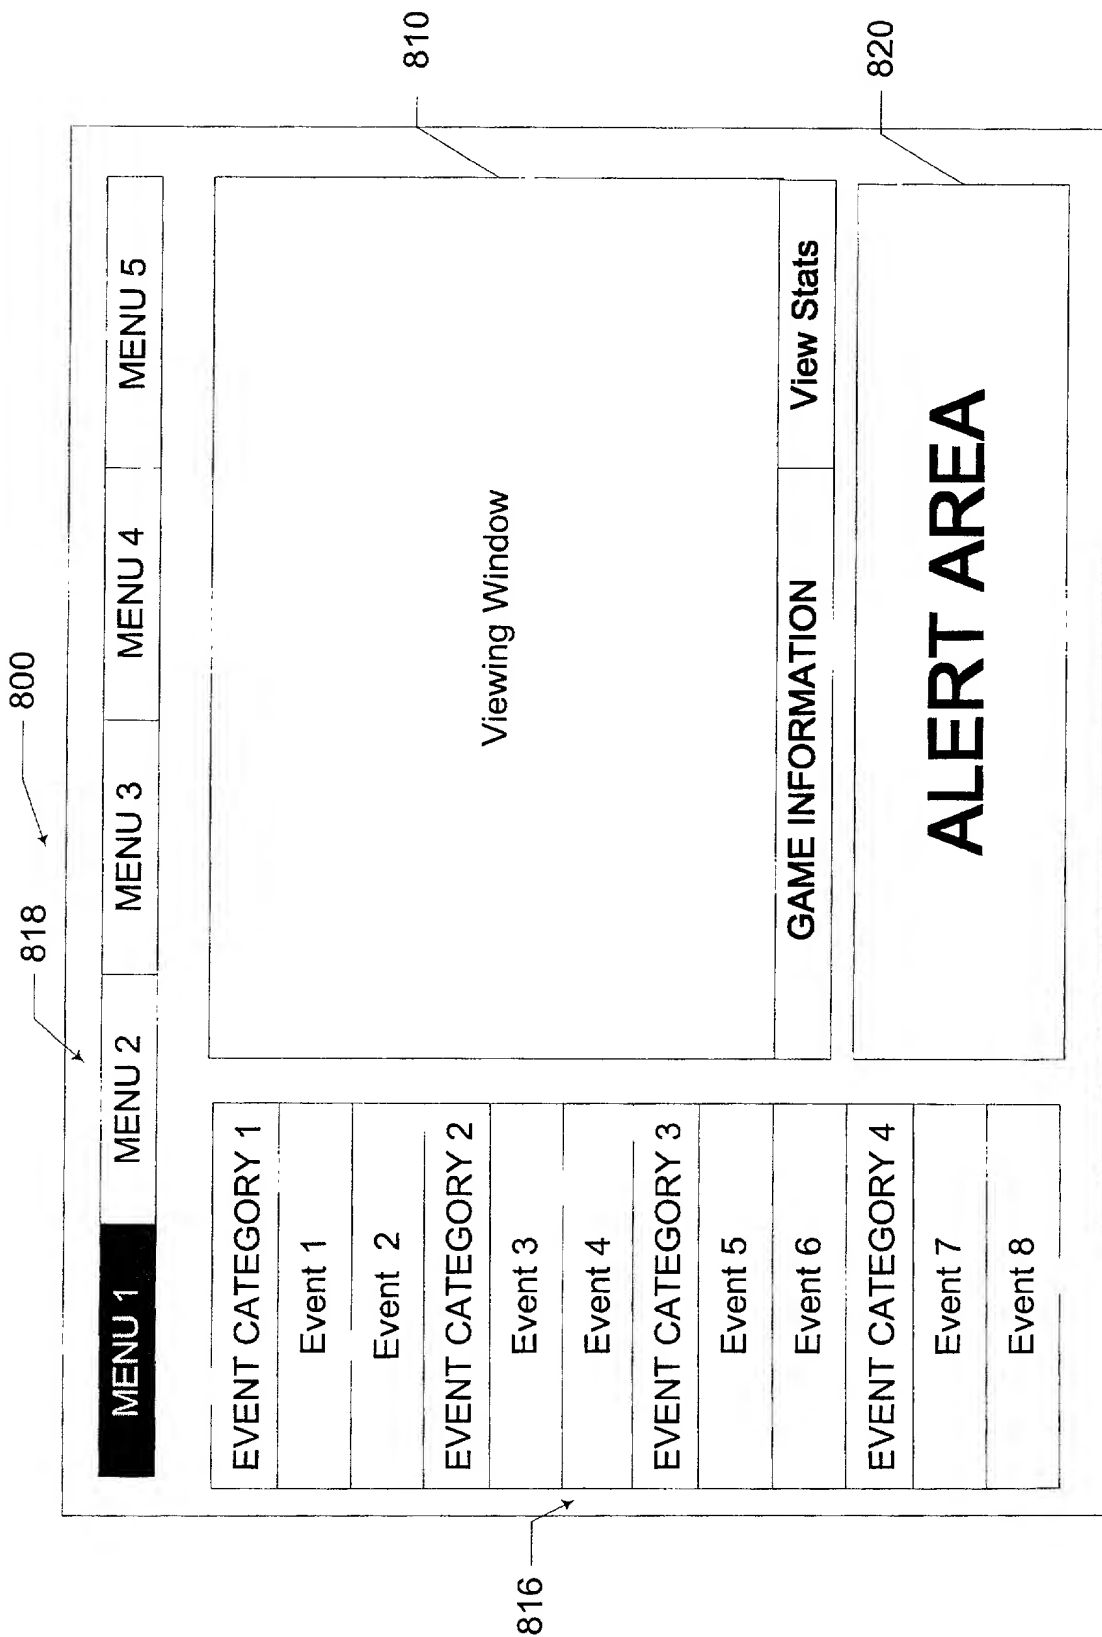 800
818
MENU 1 MENU 2 MENU 3 MENU 4 MENU 5
810
EVENT CATEGORY 1
Event 1
Event 2
EVENT CATEGORY 2
Event 3
Event 4
EVENT CATEGORY 3
Event 5
Event 6
EVENT CATEGORY 4
Event 7
Event 8
816
Viewing Window
GAME INFORMATION View Stats
820
ALERT AREA